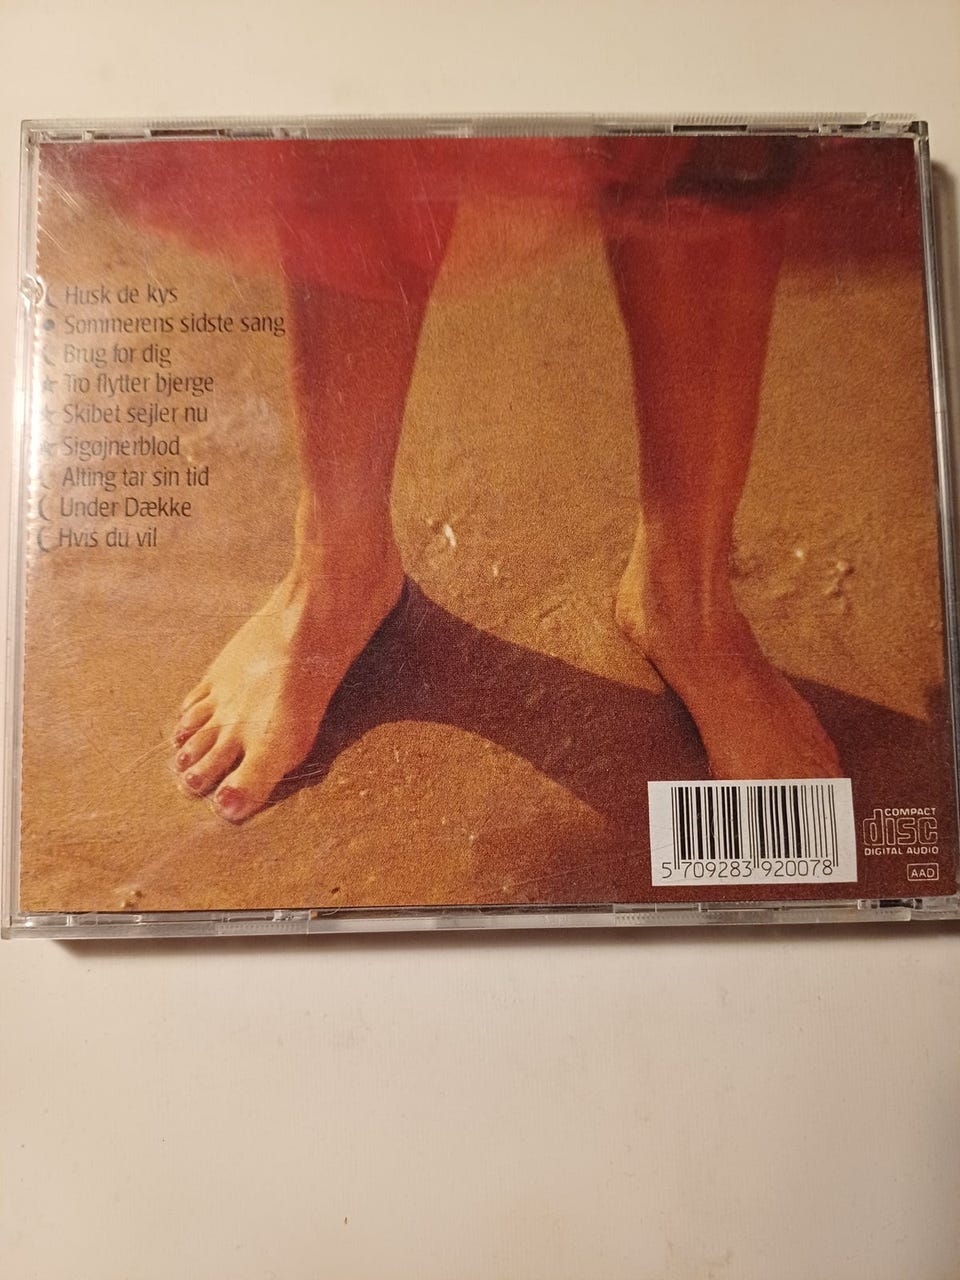 Husk de kys
Sommerens sidste sang
Brug for dig
Tro flytter bjerge
Skibet sejler nu
Sigøjnerblod
Alting tar sin tid
Under Dække
Hvis du vil
5 709283 920078
COMPACT
disc
DIGITAL AUDIO
AAD